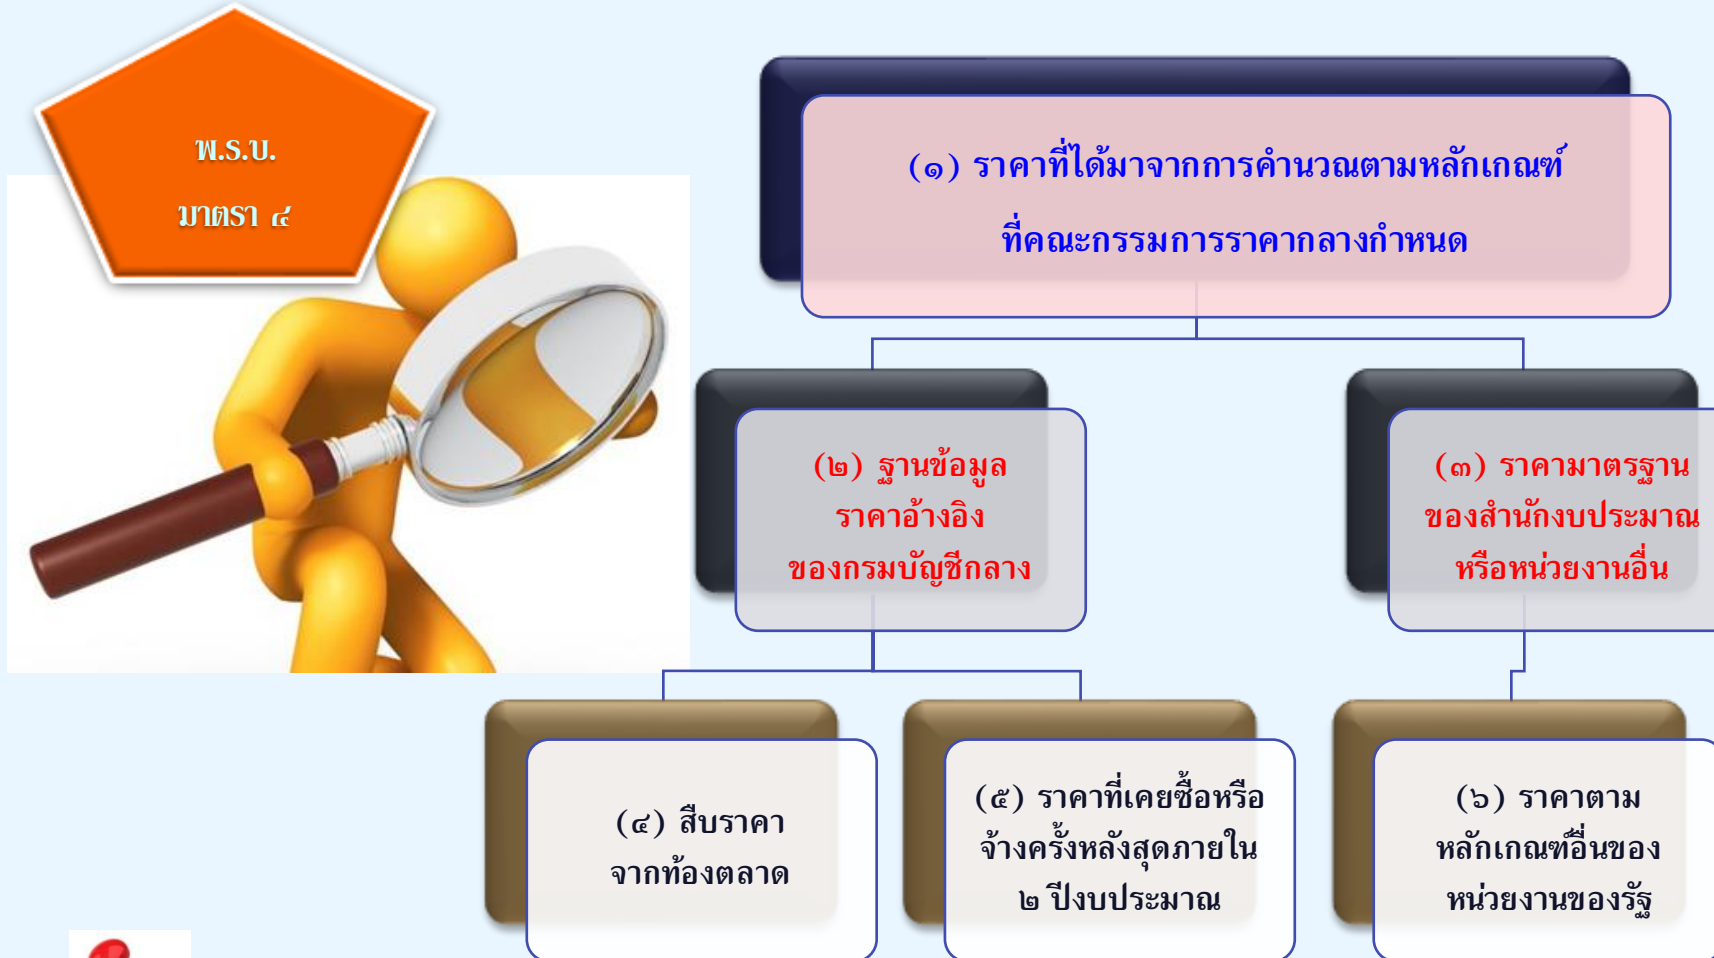 พ.ร.บ.
มาตรา ๔
(๑) ราคาที่ได้มาจากการคำนวณตามหลักเกณฑ์
ที่คณะกรรมการราคากลางกำหนด
(๒) ฐานข้อมูล
ราคาอ้างอิง
ของกรมบัญชีกลาง
(๓) ราคามาตรฐาน
ของสำนักงบประมาณ
หรือหน่วยงานอื่น
(๔) สืบราคา
จากท้องตลาด
(๕) ราคาที่เคยซื้อหรือ
จ้างครั้งหลังสุดภายใน
๒ ปีงบประมาณ
(๖) ราคาตาม
หลักเกณฑ์อื่นของ
หน่วยงานของรัฐ